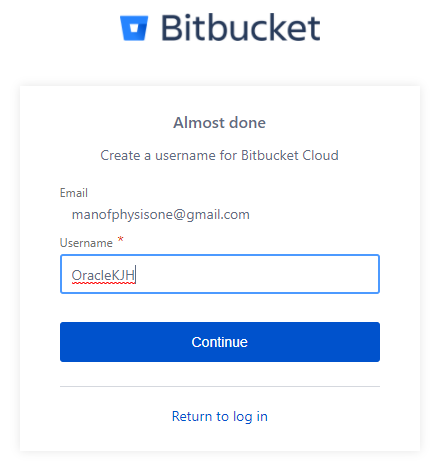 Bitbucket
Almost done
Create a username for Bitbucket Cloud
Email
manofphysisone@gmail.com
Username *
OracleKJH
Continue
Return to log in